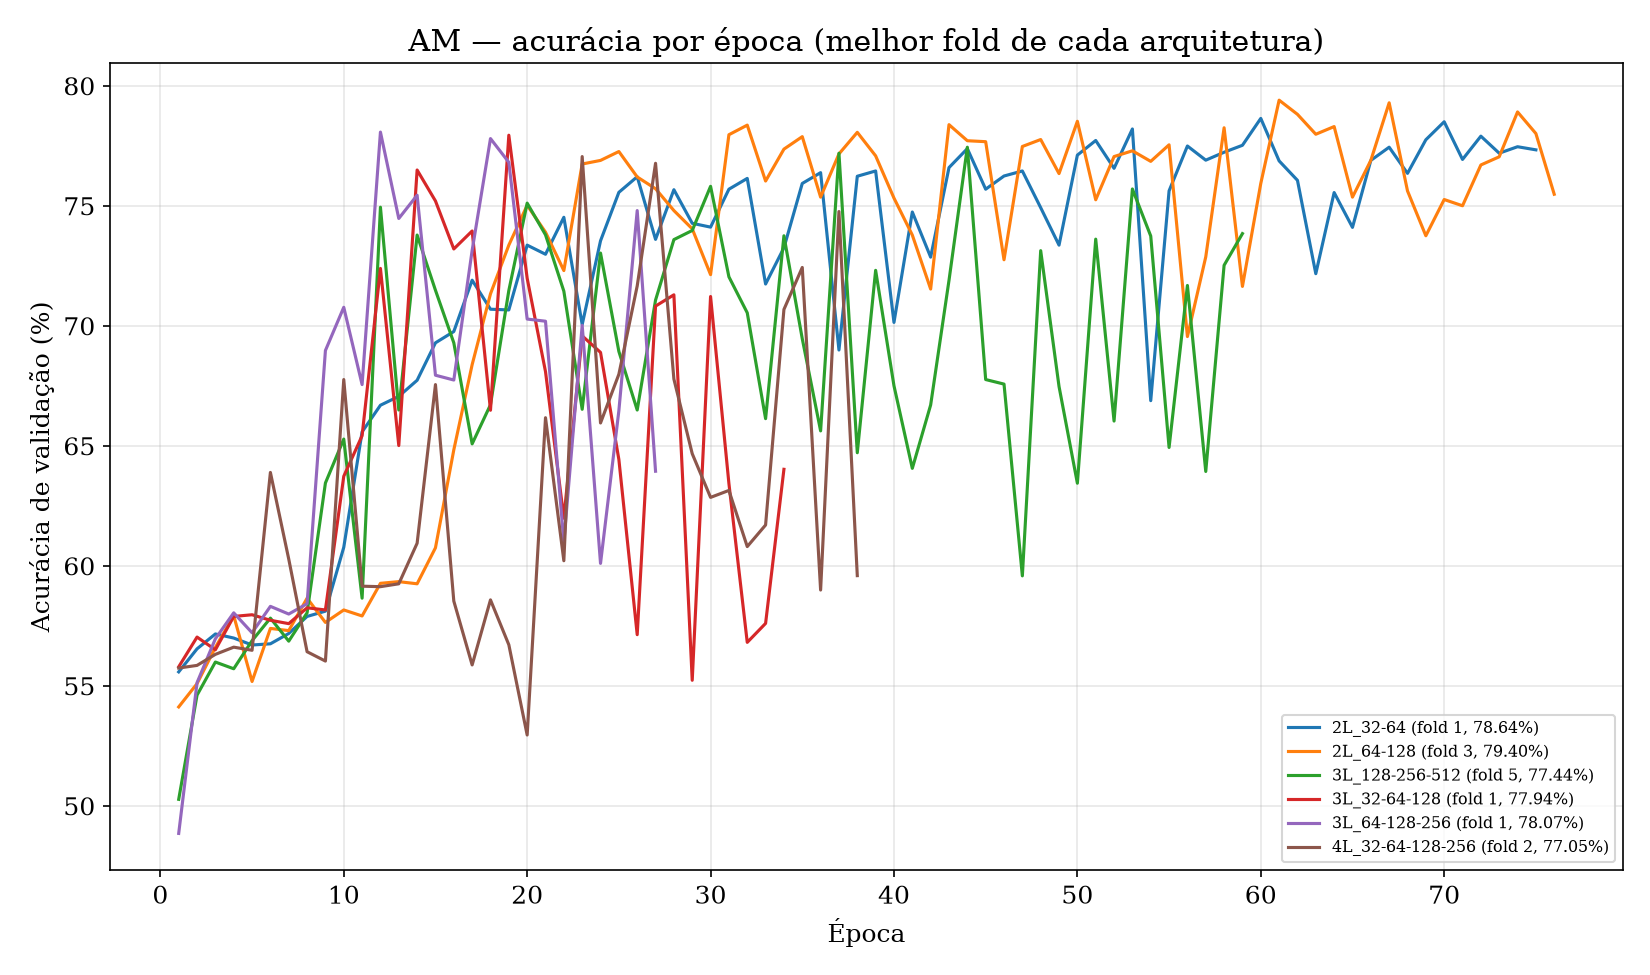 AM — acurácia por época (melhor fold de cada arquitetura)
Acurácia de validação (%)
80
75
70
65
60
55
50
0 10 20 30 40 50 60 70
Época
2L_32-64 (fold 1, 78.64%)
2L_64-128 (fold 3, 79.40%)
3L_128-256-512 (fold 5, 77.44%)
3L_32-64-128 (fold 1, 77.94%)
3L_64-128-256 (fold 1, 78.07%)
4L_32-64-128-256 (fold 2, 77.05%)